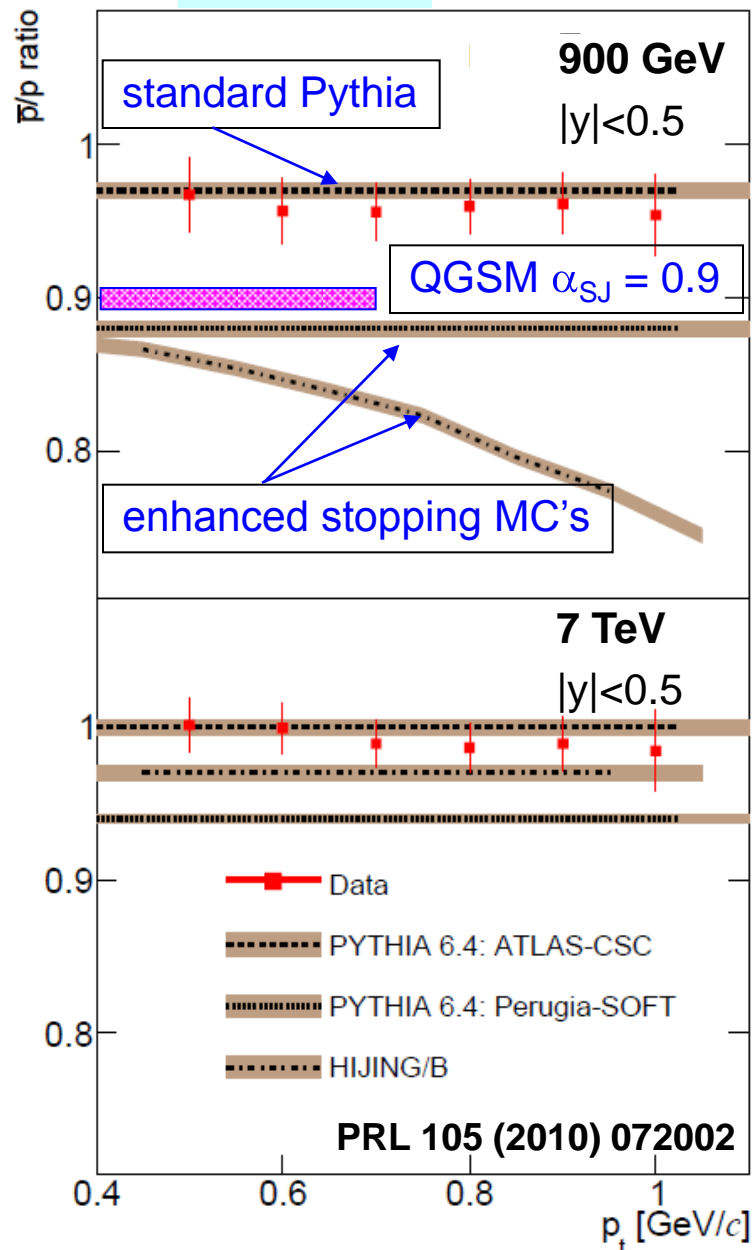 p̅/p ratio
900 GeV
|y|<0.5
standard Pythia
1
QGSM αSJ = 0.9
0.9
0.8
enhanced stopping MC's
7 TeV
|y|<0.5
1
0.9
Data
PYTHIA 6.4: ATLAS-CSC
PYTHIA 6.4: Perugia-SOFT
0.8
HIJING/B
PRL 105 (2010) 072002
0.4 0.6 0.8 1
pt [GeV/c]